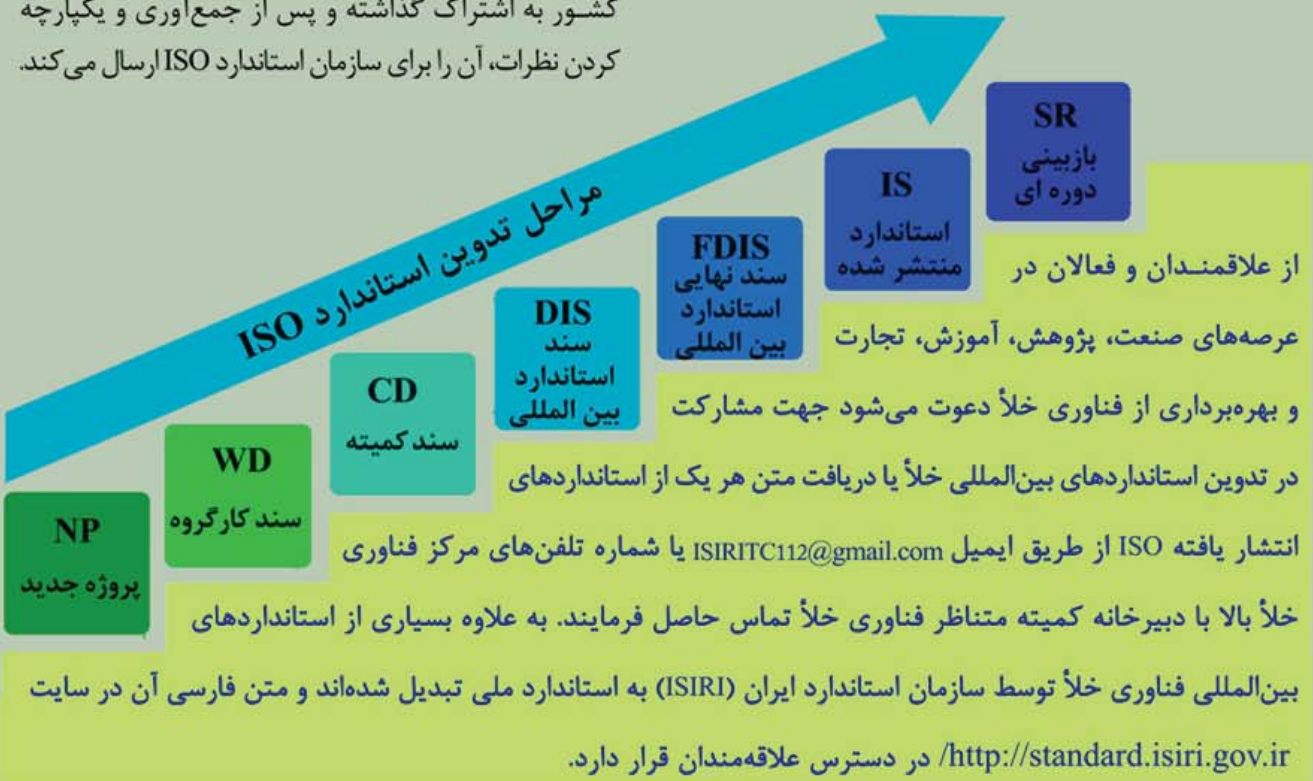 کشور به اشتراک گذاشته و پس از جمع‌آوری و یکپارچه
کردن نظرات، آن را برای سازمان استاندارد ISO ارسال می‌کند.
مراحل تدوین استاندارد ISO
NP
پروژه جدید
WD
سند کارگروه
CD
سند کمیته
DIS
سند
استاندارد
بین المللی
FDIS
سند نهایی
استاندارد
بین المللی
IS
استاندارد
منتشر شده
SR
بازبینی
دوره ای
از علاقمندان و فعالان در
عرصه‌های صنعت، پژوهش، آموزش، تجارت
و بهره‌برداری از فناوری خلأ دعوت می‌شود جهت مشارکت
در تدوین استانداردهای بین‌المللی خلأ یا دریافت متن هر یک از استانداردهای
انتشار یافته ISO از طریق ایمیل ISIRITC112@gmail.com یا شماره تلفن‌های مرکز فناوری
خلأ بالا با دبیرخانه کمیته متناظر فناوری خلأ تماس حاصل فرمایند. به علاوه بسیاری از استانداردهای
بین‌المللی فناوری خلأ توسط سازمان استاندارد ایران (ISIRI) به استاندارد ملی تبدیل شده‌اند و متن فارسی آن در سایت
http://standard.isiri.gov.ir/ در دسترس علاقه‌مندان قرار دارد.